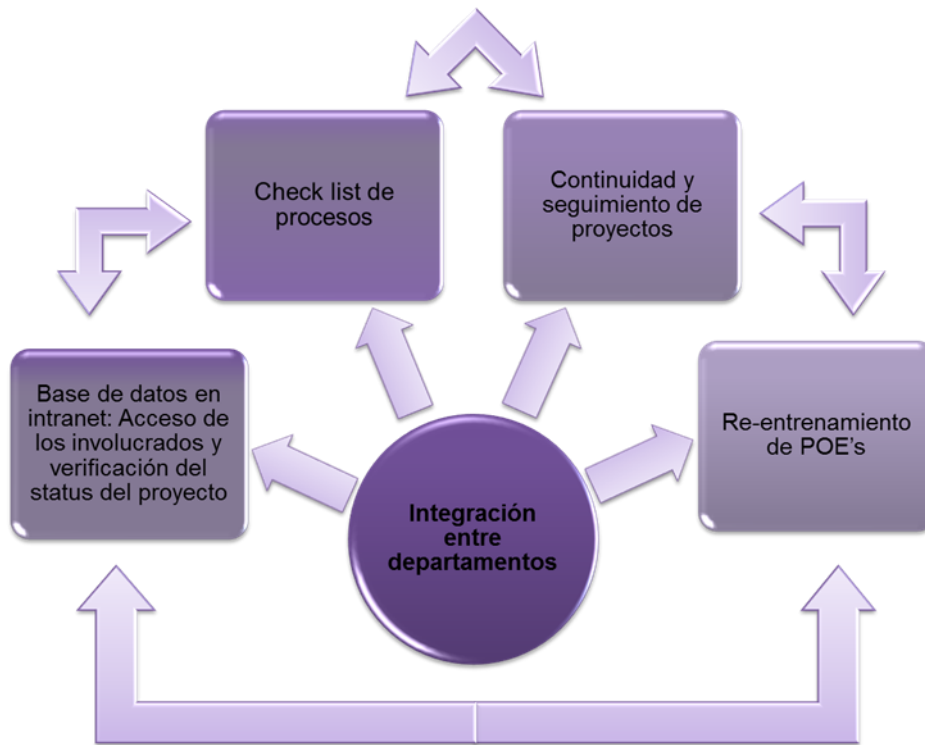 Check list de
procesos
Continuidad y
seguimiento de
proyectos
Base de datos en
intranet: Acceso de
los involucrados y
verificación del
status del proyecto
Re-entrenamiento
de POE's
Integración
entre
departamentos